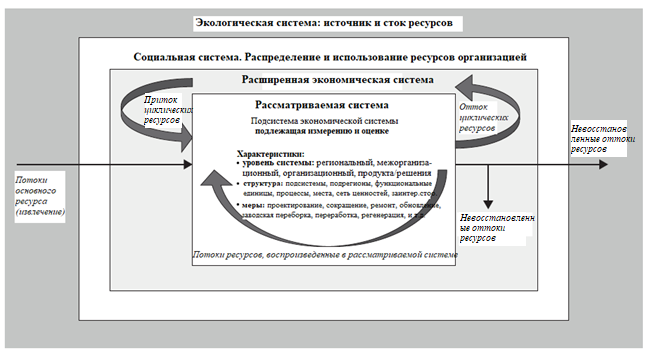 Экологическая система: источник и сток ресурсов
Социальная система. Распределение и использование ресурсов организацией
Расширенная экономическая система
Приток
циклических
ресурсов
Рассматриваемая система
Подсистема экономической системы
подлежащая измерению и оценке
Характеристики:
• уровень системы: региональный, межорганиза-
ционный, организационный, продукта/решения
• структура: подсистемы, подрегионы, функциональные
единицы, процессы, места, сеть ценностей, заинтер.стор.
• меры: проектирование, сокращение, ремонт, обновление,
заводская переборка, переработка, регенерация, и т.д.
Потоки ресурсов, воспроизведенные в рассматриваемой системе
Отток
циклических
ресурсов
Невосстанов
ленные оттоки
ресурсов
Невосстановленн
ые оттоки
ресурсов
Потоки
основного
ресурса
(извлечение)